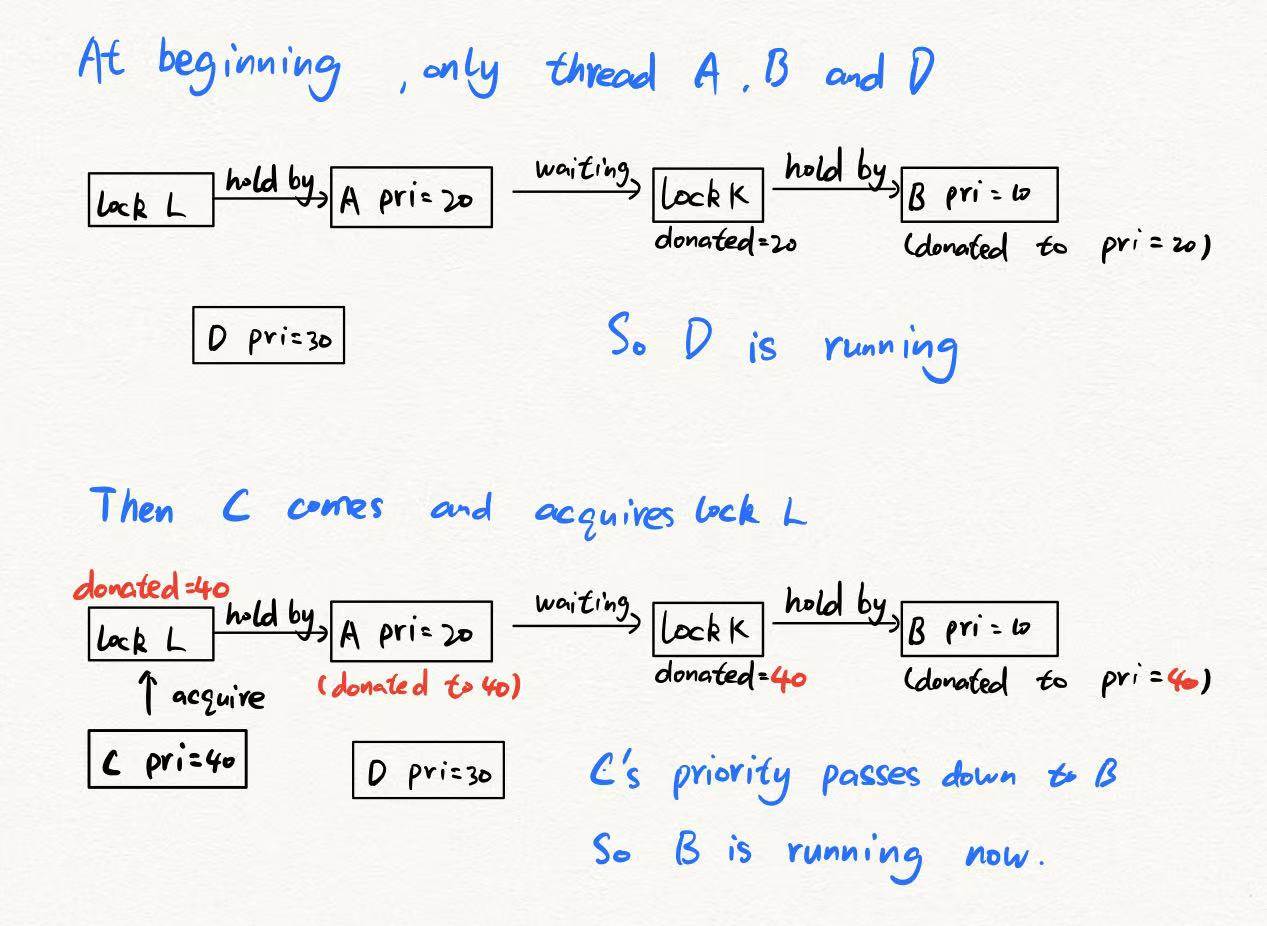 At beginning , only thread A, B and D
lock L hold by A pri=20 waiting lock K hold by B pri=10
donated=20 (donated to pri=20)
D pri=30 So D is running
Then C comes and acquires lock L
donated=40
lock L hold by A pri=20 waiting lock K hold by B pri=10
(donated to 40) donated=40 (donated to pri=40)
acquire
C pri=40 D pri=30 C's priority passes down to B
So B is running now.